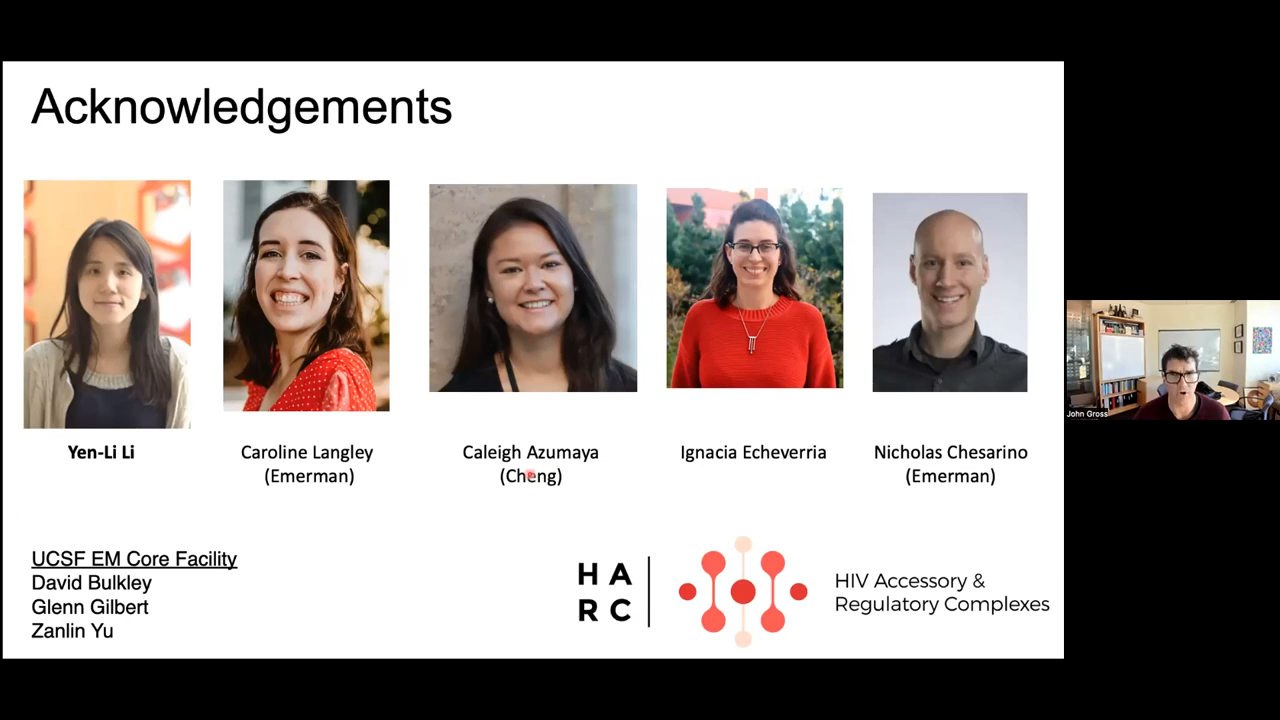 Acknowledgements
Yen-Li Li
Caroline Langley
(Emerman)
Caleigh Azumaya
(Cheng)
Ignacia Echeverria
Nicholas Chesarino
(Emerman)
UCSF EM Core Facility
David Bulkley
Glenn Gilbert
Zanlin Yu
H A
R C
HIV Accessory &
Regulatory Complexes
John Gross